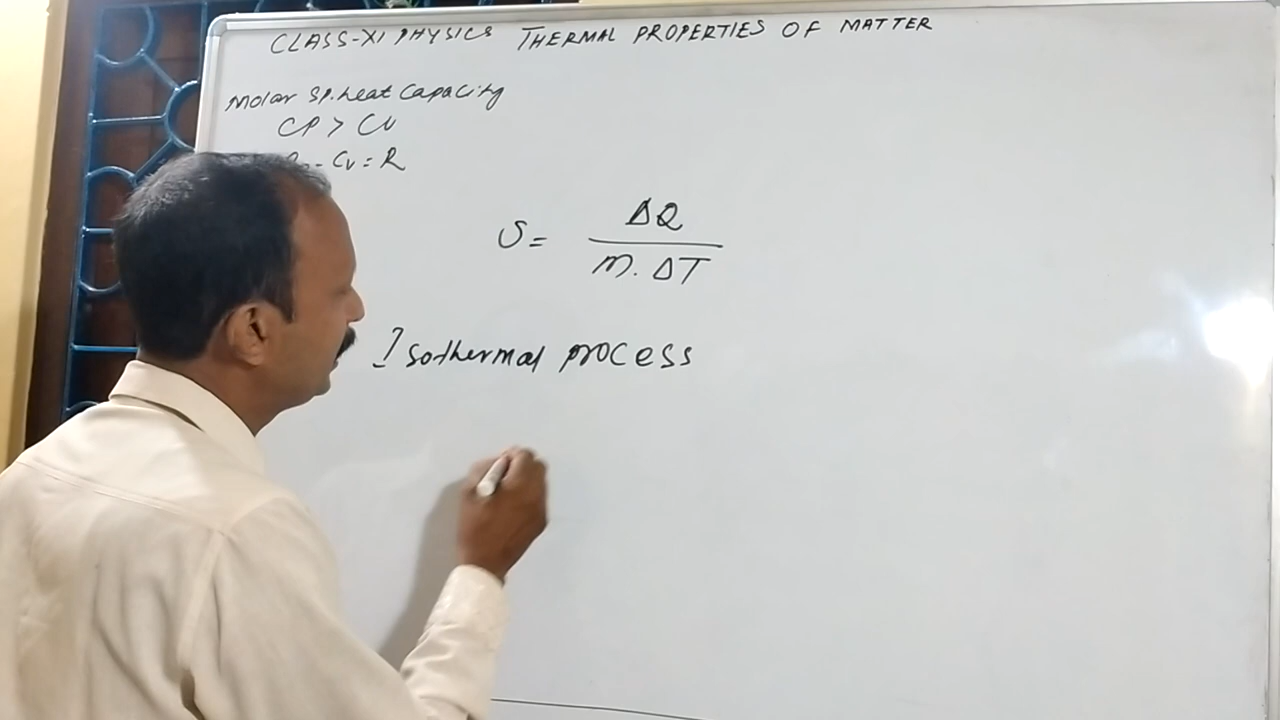 CLASS-XI PHYSICS THERMAL PROPERTIES OF MATTER
Molar sp. heat capacity
CP > CV
- Cv = R
S = ΔQ
M. ΔT
Isothermal process